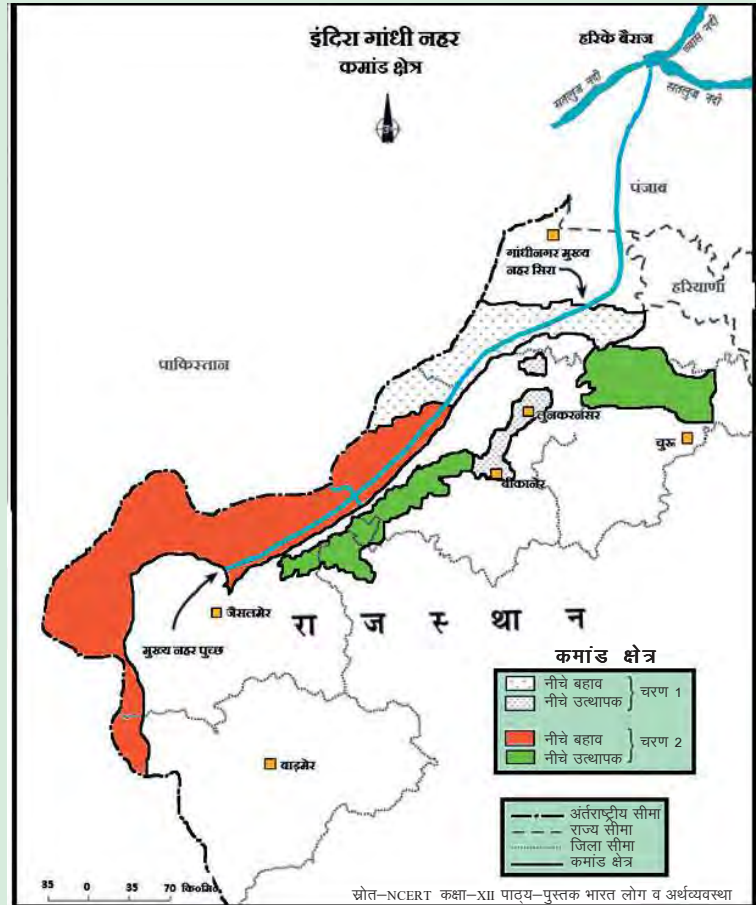 इंदिरा गांधी नहर
कमांड क्षेत्र
हरिके बैराज
ब्यास नदी
सतलुज नदी
सतलुज नदी
पंजाब
गांधीनगर मुख्य
नहर सिरा
हरियाणा
पाकिस्तान
लुनकरनसर
चुरू
बीकानेर
जैसलमेर
मुख्य नहर पुच्छ
रा ज स्थान
बाड़मेर
कमांड क्षेत्र
नीचे बहाव
नीचे उत्थापक
चरण 1
नीचे बहाव
नीचे उत्थापक
चरण 2
अंर्तराष्ट्रीय सीमा
राज्य सीमा
जिला सीमा
कमांड क्षेत्र
35 0 35 70 कि०मि०
स्रोत–NCERT कक्षा–XII पाठ्य–पुस्तक भारत लोग व अर्थव्यवस्था